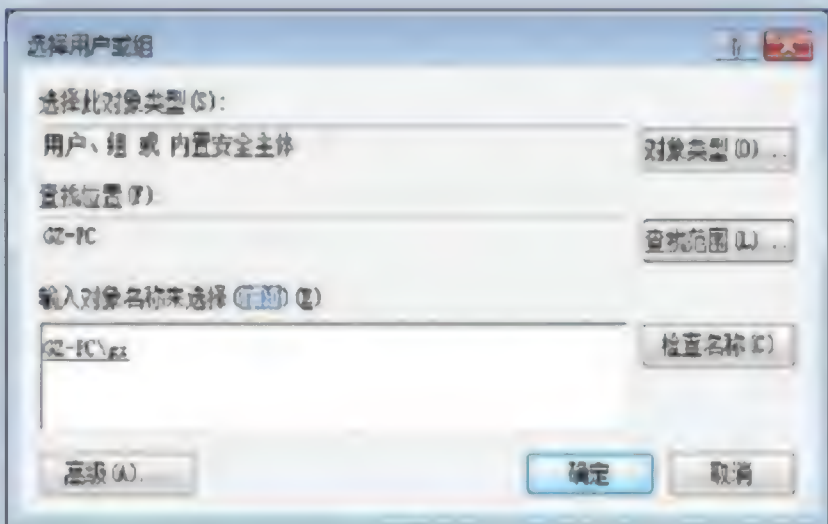 选择用户或组
选择此对象类型(S):
用户、组 或 内置安全主体
对象类型(O)...
查找位置(F)
GZ-PC
查找范围(L)...
输入对象名称来选择(示例)(E)
GZ-PC\gz
检查名称(C)
高级(A)...
确定
取消